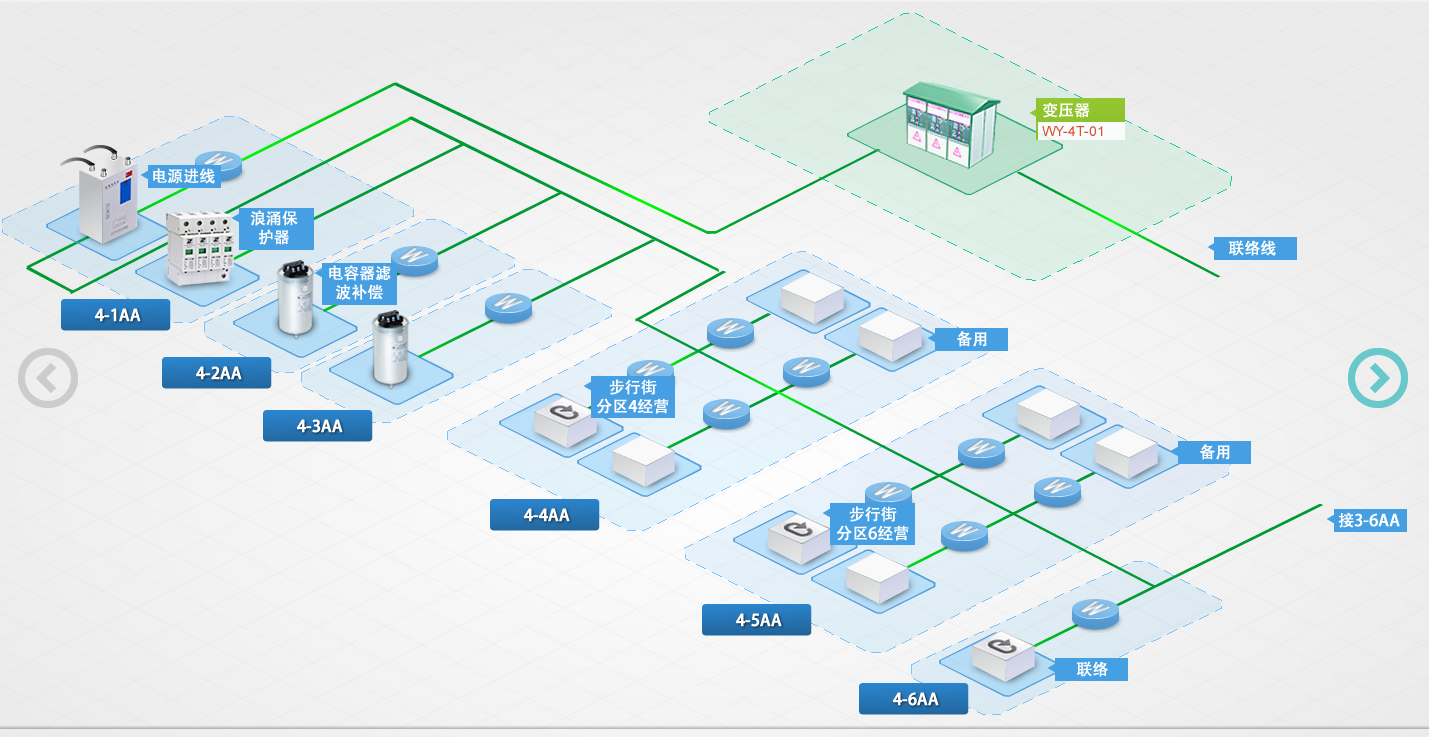 变压器
WY-4T-01
W
电源进线
浪涌保
护器
联络线
W
电容器滤
波补偿
4-1AA
W
W
备用
4-2AA
W
W
步行街
分区4经营
W
4-3AA
W
备用
W
W
步行街
分区6经营
4-4AA
接3-6AA
W
W
4-5AA
联络
4-6AA